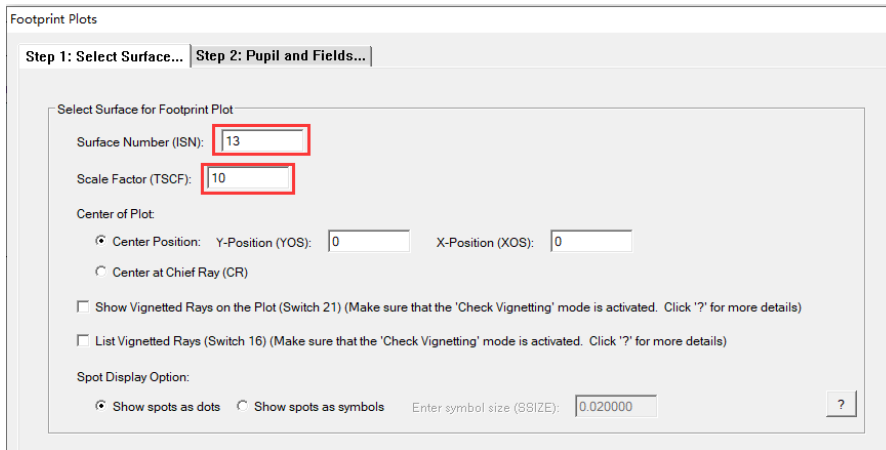 Footprint Plots
Step 1: Select Surface... Step 2: Pupil and Fields...
Select Surface for Footprint Plot
Surface Number (ISN): 13
Scale Factor (TSCF): 10
Center of Plot:
Center Position: Y-Position (YOS): 0 X-Position (XOS): 0
Center at Chief Ray (CR)
Show Vignetted Rays on the Plot (Switch 21) (Make sure that the 'Check Vignetting' mode is activated. Click '?' for more details)
List Vignetted Rays (Switch 16) (Make sure that the 'Check Vignetting' mode is activated. Click '?' for more details)
Spot Display Option:
Show spots as dots Show spots as symbols Enter symbol size (SSIZE): 0.020000 ?